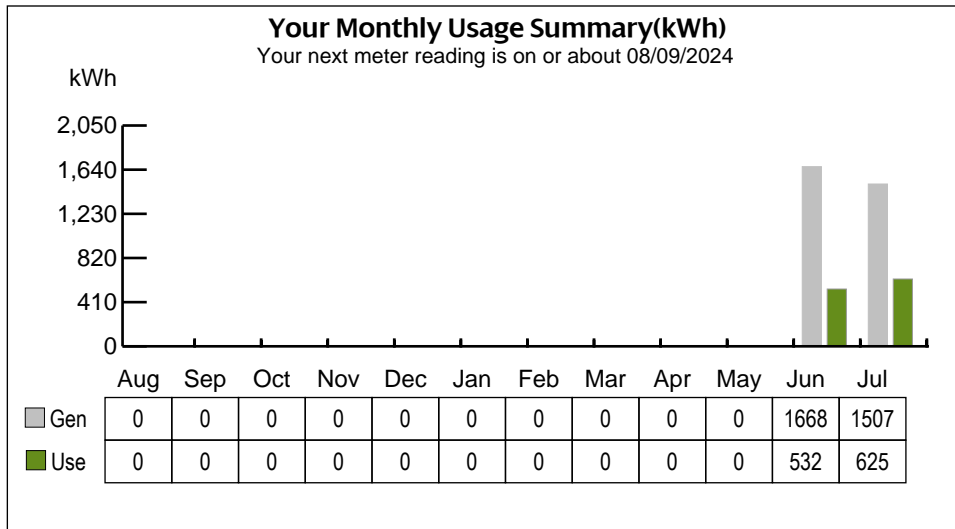 Your Monthly Usage Summary(kWh)
Your next meter reading is on or about 08/09/2024
kWh
2,050
1,640
1,230
820
410
0
Aug Sep Oct Nov Dec Jan Feb Mar Apr May Jun Jul
Gen 0 0 0 0 0 0 0 0 0 0 1668 1507
Use 0 0 0 0 0 0 0 0 0 0 532 625